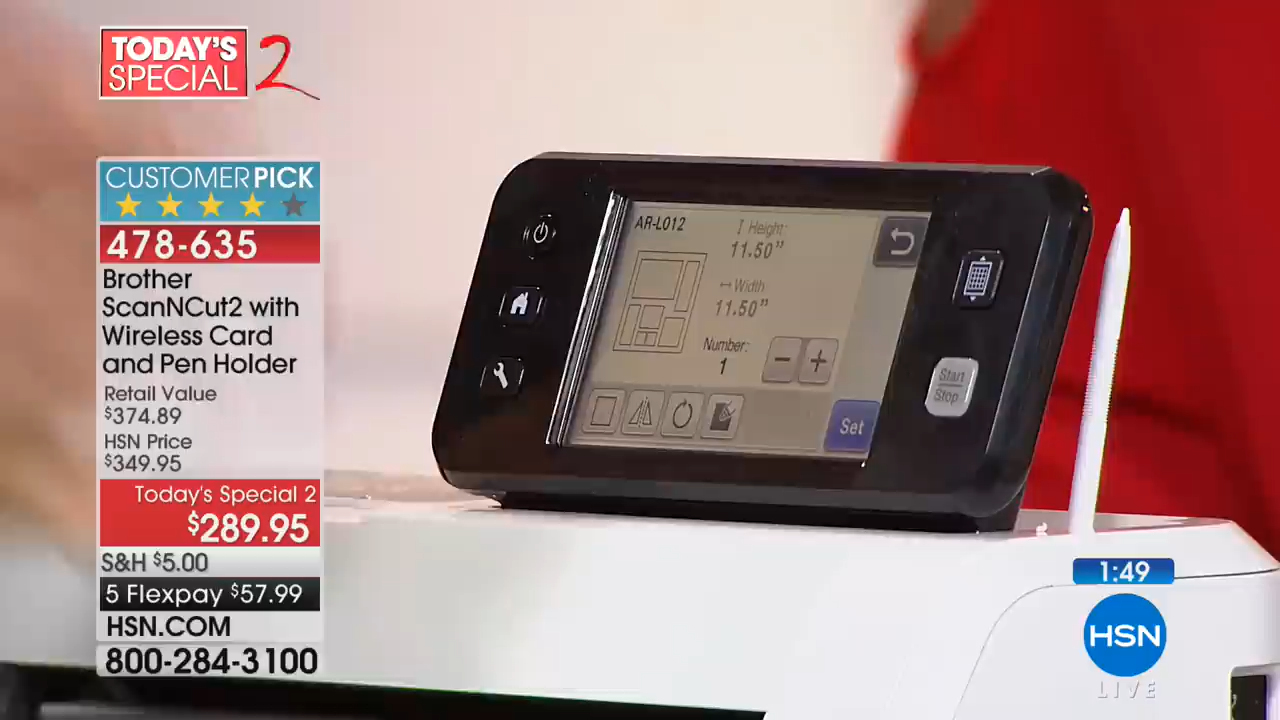 TODAY'S
SPECIAL 2
CUSTOMER PICK
478-635
Brother
ScanNCut2 with
Wireless Card
and Pen Holder
Retail Value
$374.89
HSN Price
$349.95
Today's Special 2
$289.95
S&H $5.00
5 Flexpay $57.99
HSN.COM
800-284-3100
AR-L012
Height:
11.50"
Width
11.50"
Number:
1
Set
Start
Stop
1:49
HSN
LIVE